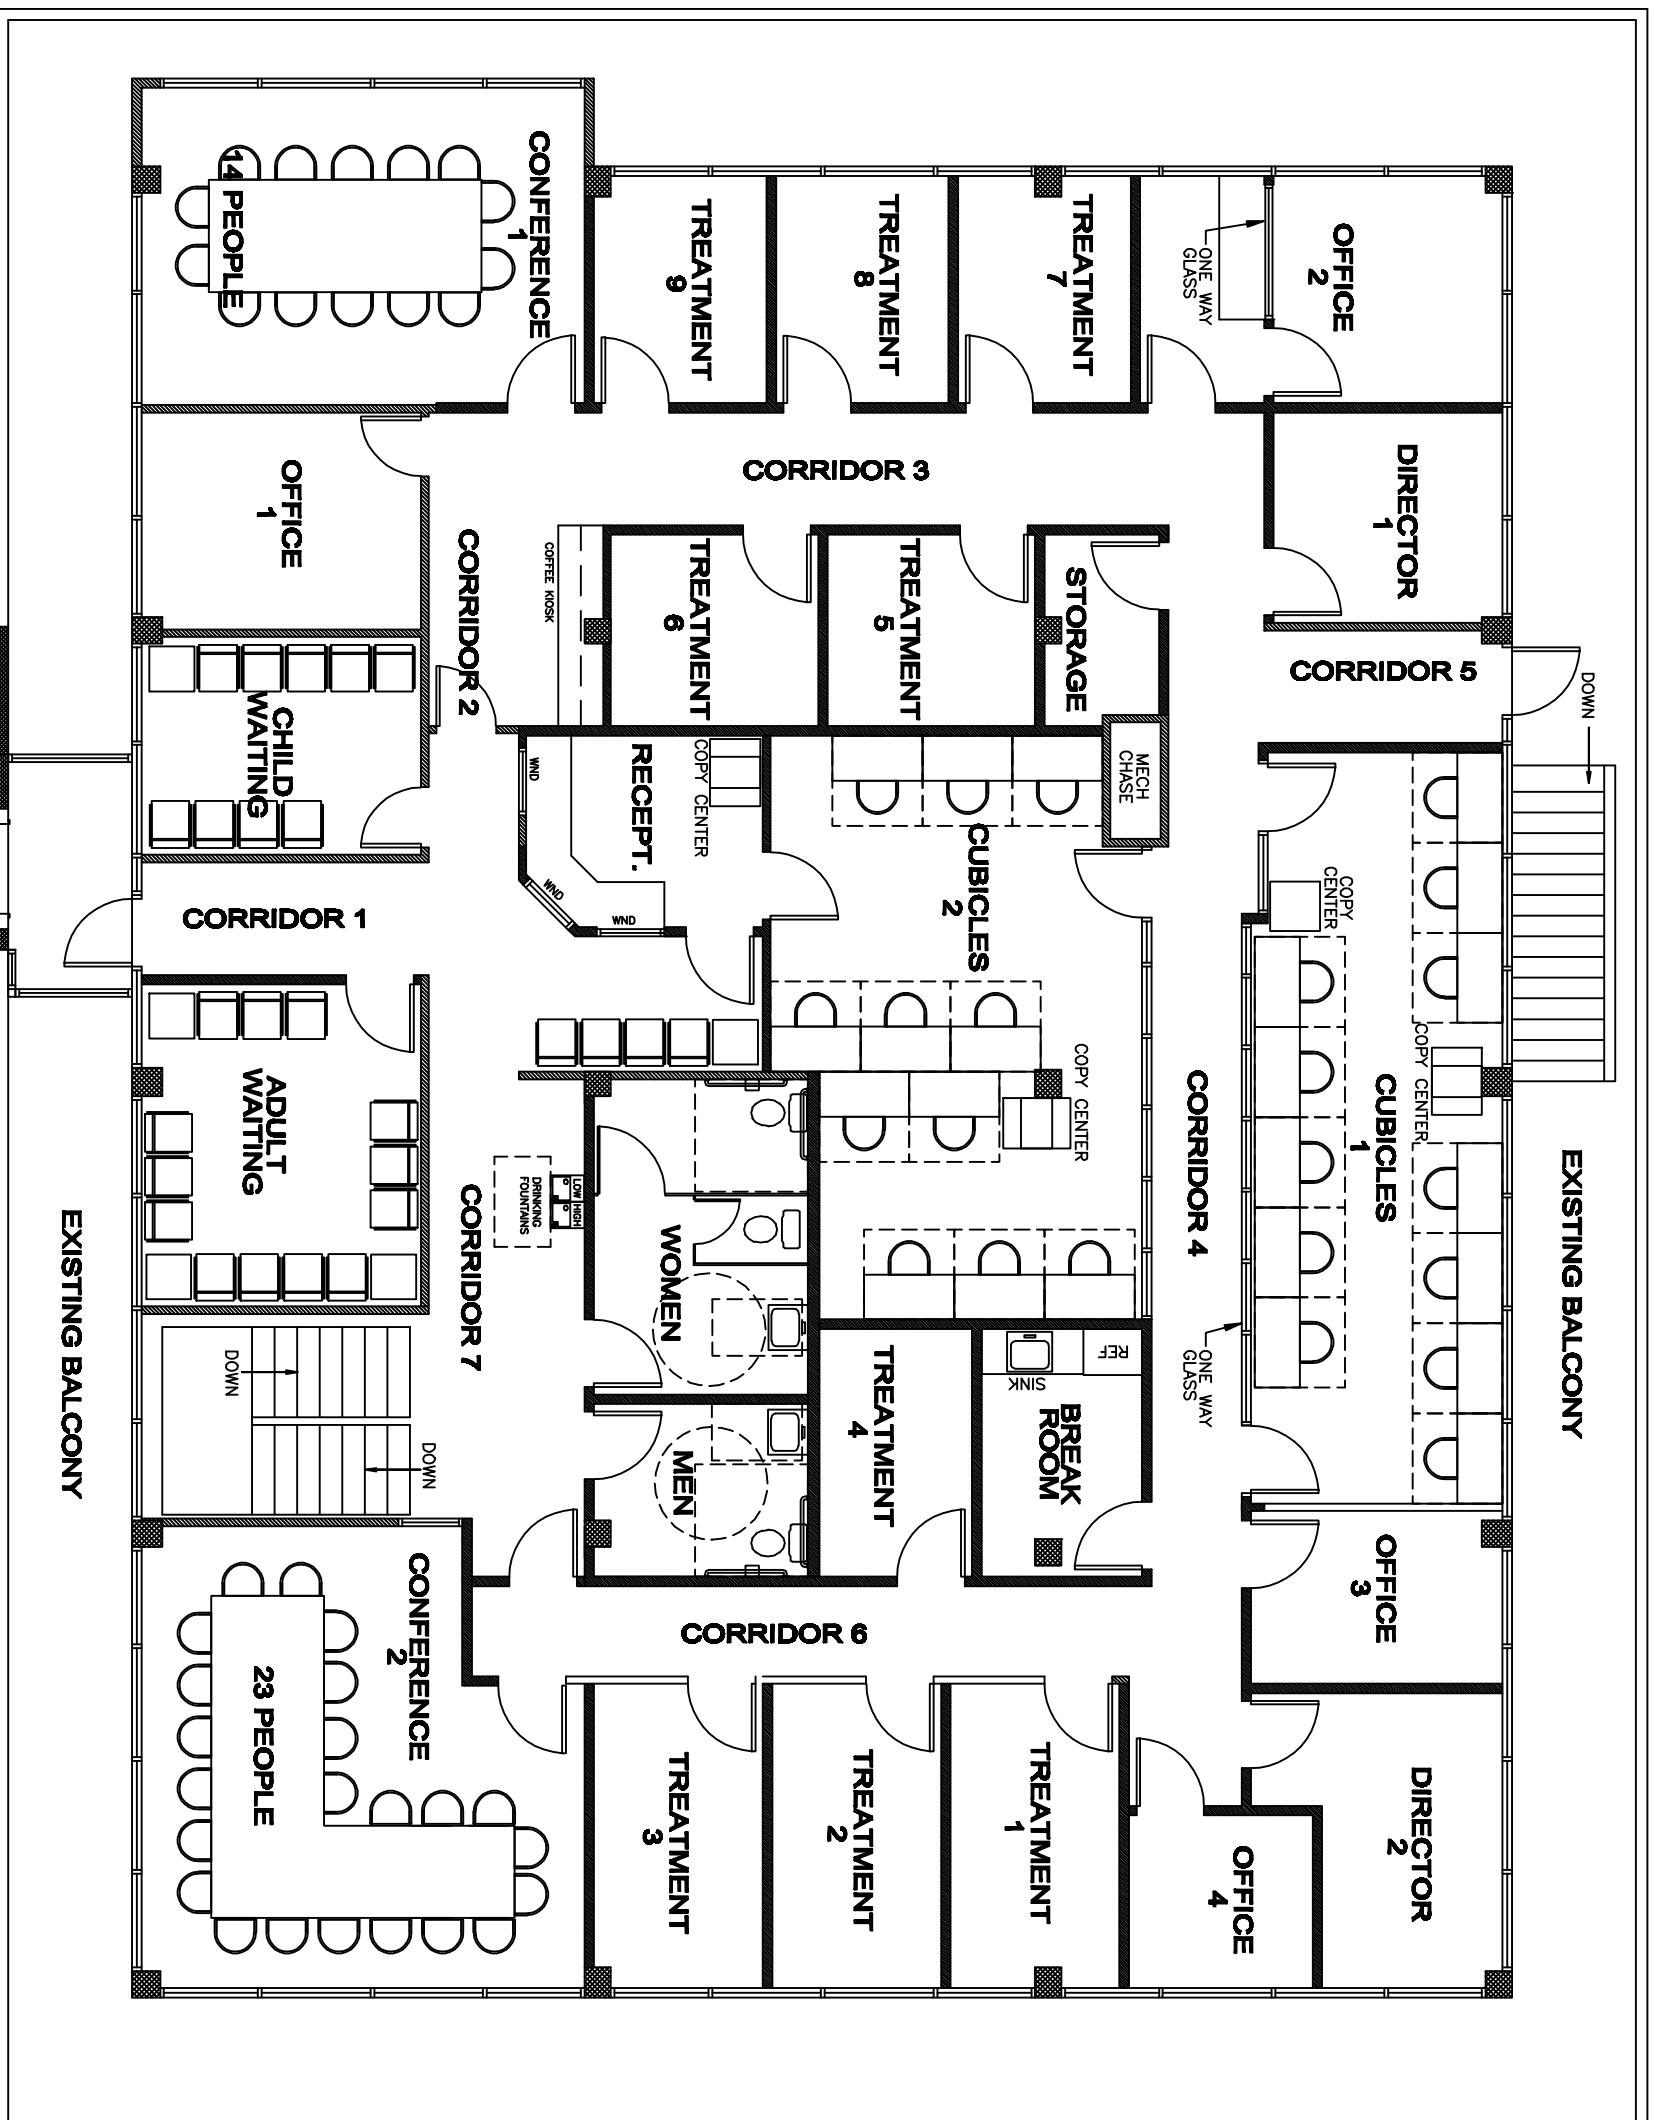 CONFERENCE
1
14 PEOPLE
TREATMENT
9
TREATMENT
8
TREATMENT
7
OFFICE
2
ONE WAY
GLASS
OFFICE
1
CORRIDOR 3
DIRECTOR
1
CORRIDOR 2
COFFEE KIOSK
TREATMENT
6
TREATMENT
5
STORAGE
CORRIDOR 5
DOWN
CHILD
WAITING
RECEPT.
COPY CENTER
WND
WND
WND
MECH
CHASE
CUBICLES
2
COPY
CENTER
CORRIDOR 1
ADULT
WAITING
CORRIDOR 7
LOW
HIGH
DRINKING
FOUNTAINS
WOMEN
COPY CENTER
CORRIDOR 4
CUBICLES
1
COPY CENTER
EXISTING BALCONY
EXISTING BALCONY
DOWN
DOWN
MEN
TREATMENT
4
REF
SINK
BREAK
ROOM
ONE WAY
GLASS
OFFICE
3
CONFERENCE
2
23 PEOPLE
CORRIDOR 6
TREATMENT
3
TREATMENT
2
TREATMENT
1
OFFICE
4
DIRECTOR
2